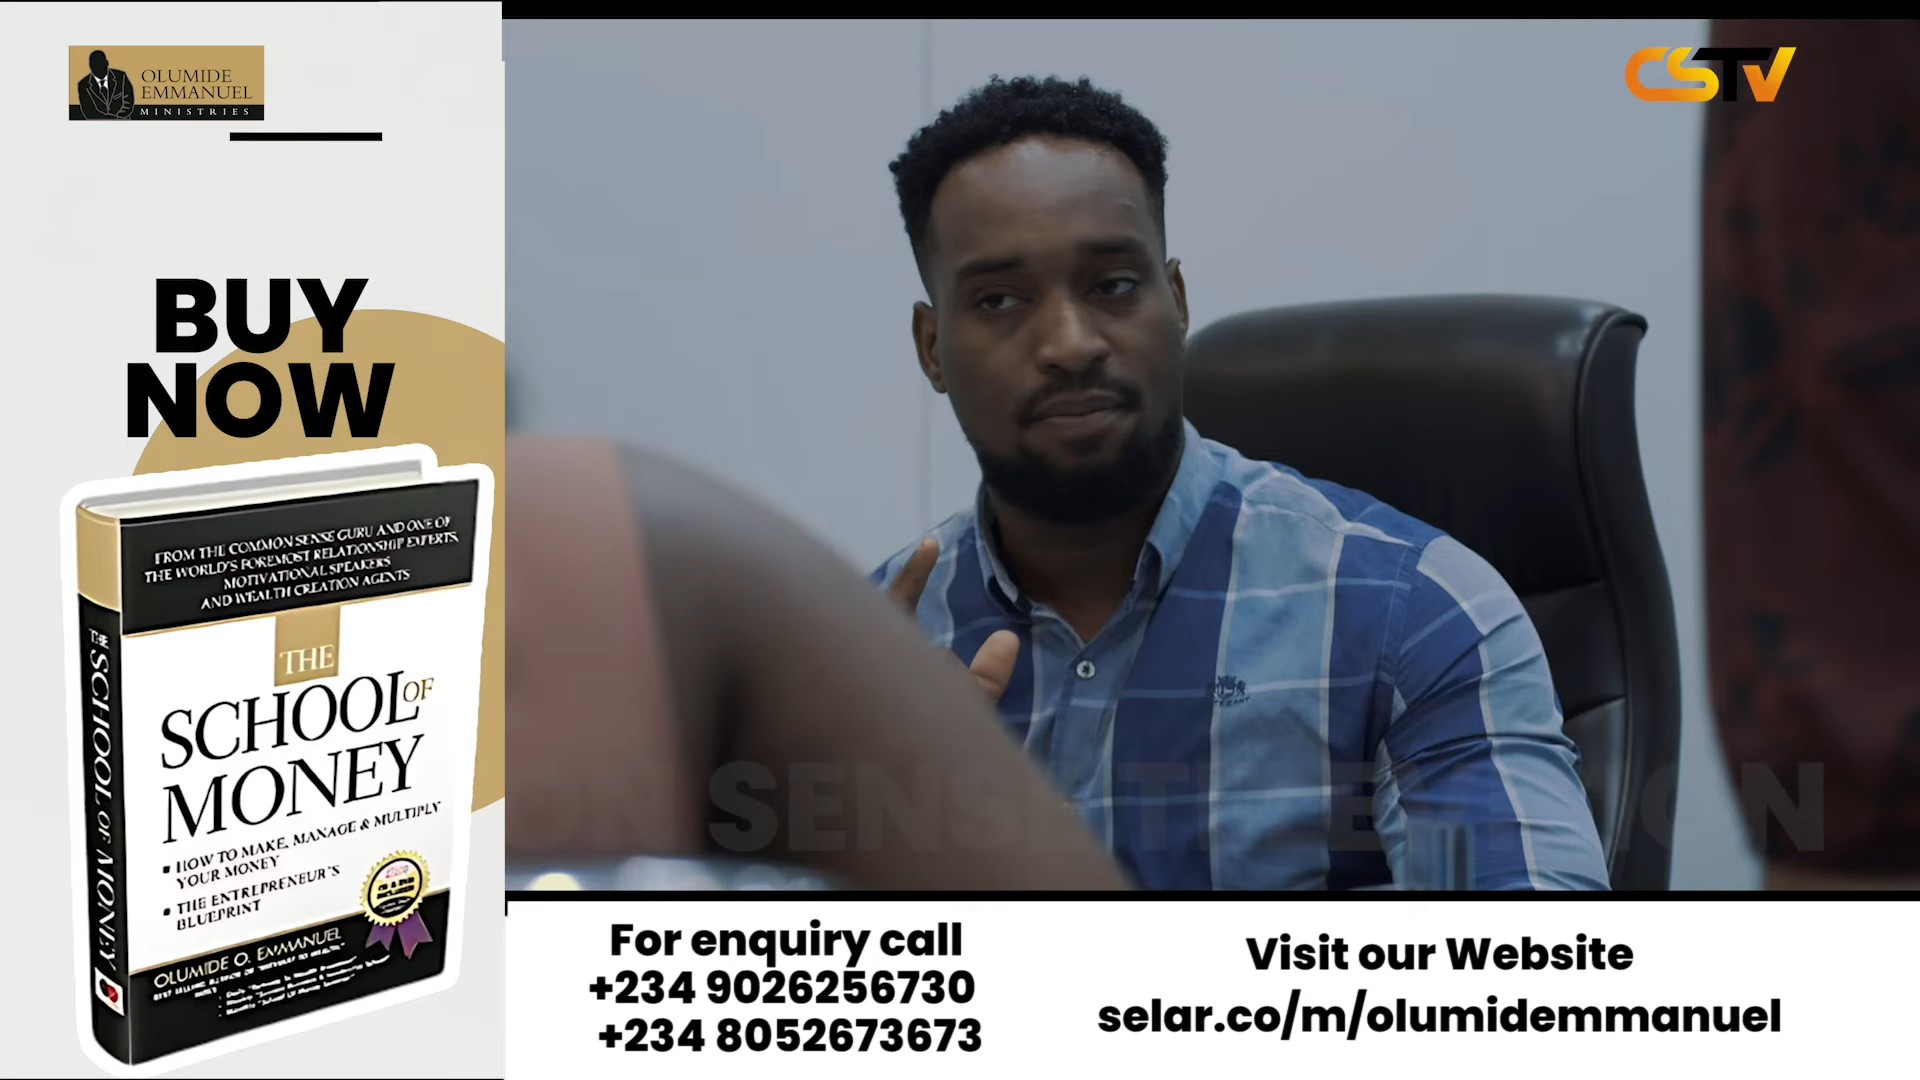 OLUMIDE
EMMANUEL
MINISTRIES
BUY
NOW
FROM THE COMMON SENSE GURU AND ONE OF
THE WORLD'S FOREMOST RELATIONSHIP EXPERTS,
MOTIVATIONAL SPEAKERS
AND WEALTH CREATION AGENTS
THE
SCHOOL OF
MONEY
▪ HOW TO MAKE, MANAGE & MULTIPLY
YOUR MONEY
▪ THE ENTREPRENEUR'S
BLUEPRINT
OLUMIDE O. EMMANUEL
THE SCHOOL OF MONEY
CSTV
ON SENSE TELEVISION
For enquiry call
+234 9026256730
+234 8052673673
Visit our Website
selar.co/m/olumidemmanuel